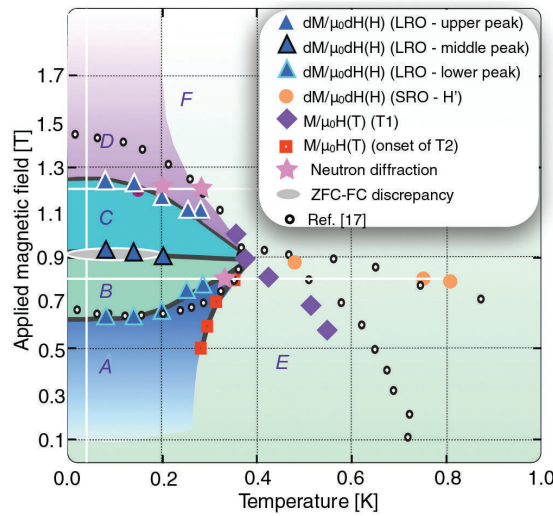 dM/μ₀dH(H) (LRO - upper peak)
dM/μ₀dH(H) (LRO - middle peak)
dM/μ₀dH(H) (LRO - lower peak)
dM/μ₀dH(H) (SRO - H')
M/μ₀H(T) (T1)
M/μ₀H(T) (onset of T2)
Neutron diffraction
ZFC-FC discrepancy
Ref. [17]
F
D
C
B
A
E
Applied magnetic field [T]
1.7
1.5
1.3
1.1
0.9
0.7
0.5
0.3
0.1
0.0
0.2
0.4
0.6
0.8
1.0
Temperature [K]